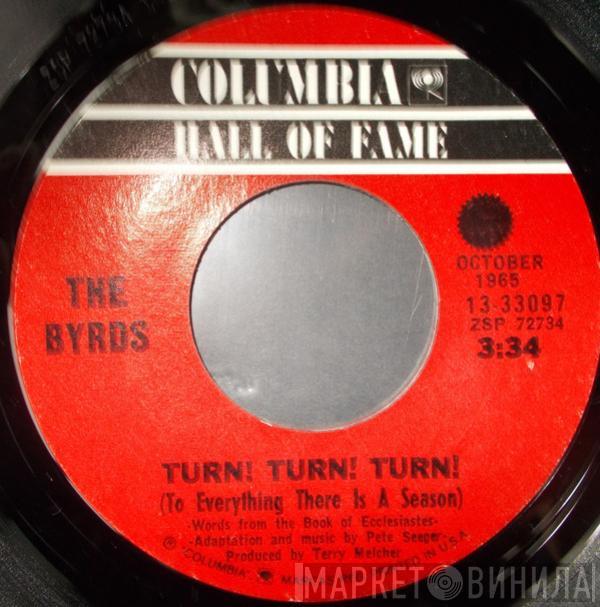 COLUMBIA
HALL OF FAME
THE
BYRDS
OCTOBER
1965
13-33097
ZSP 72734
3:34
TURN! TURN! TURN!
(To Everything There Is A Season)
-Words from the Book of Ecclesiastes-
-Adaptation and music by Pete Seeger-
Produced by Terry Melcher
℗ "COLUMBIA", MARCAS IN U.S.A.
МАРКЕТ ВИНИЛА